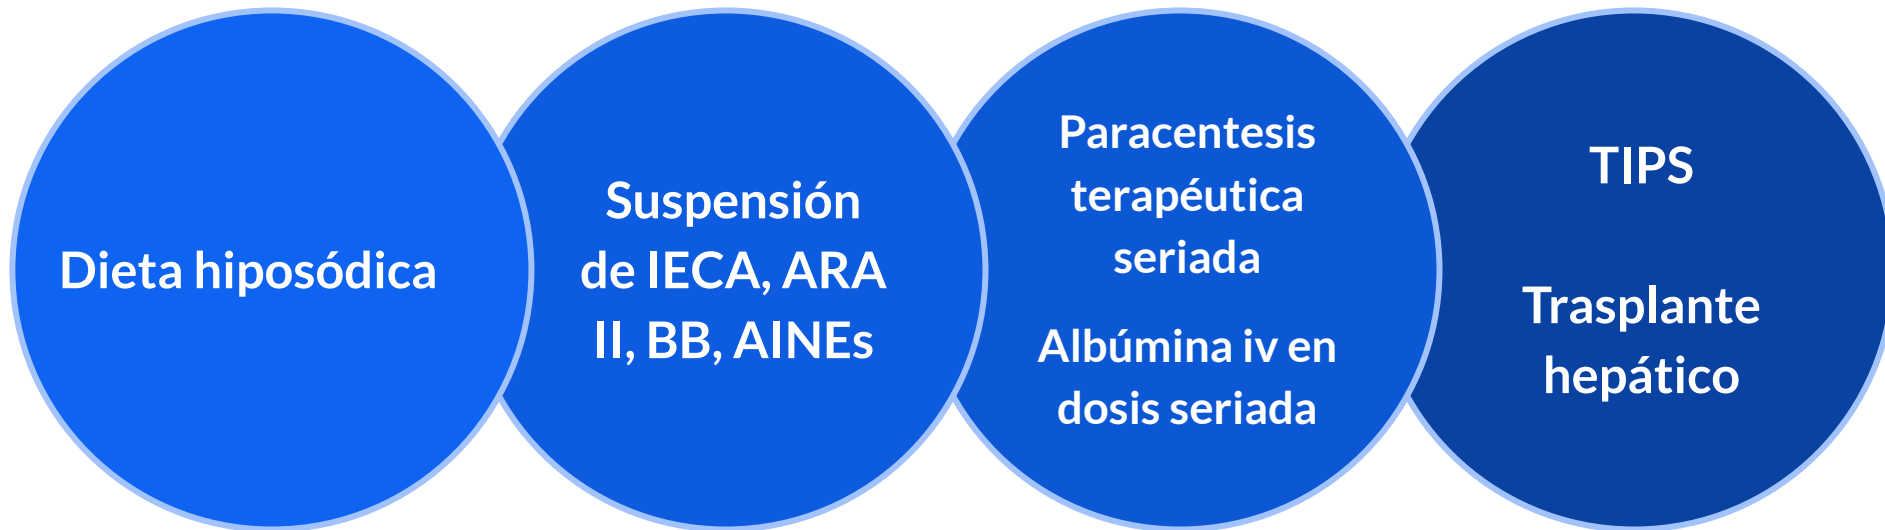 Dieta hiposódica
Suspensión
de IECA, ARA
II, BB, AINEs
Paracentesis
terapéutica
seriada
Albúmina iv en
dosis seriada
TIPS
Trasplante
hepático